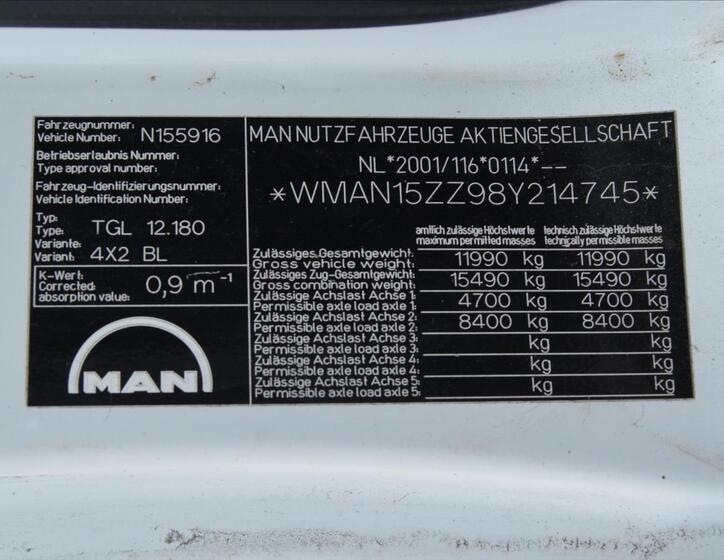 Fahrzeugnummer:
Vehicle Number: N155916
Betriebserlaubnis Nummer:
Type approval number:
Fahrzeug-Identifizierungsnummer:
Vehicle Identification Number:
Typ:
Type: TGL 12.180
Variante:
Variant: 4X2 BL
K-Wert:
Corrected absorption value: 0,9 m⁻¹
MAN
MAN NUTZFAHRZEUGE AKTIENGESELLSCHAFT
NL*2001/116*0114*--
*WMAN15ZZ98Y214745*
amtlich zulässige Höchstwerte technisch zulässige Höchstwerte
maximum permitted masses technically permissible masses
Zulässiges Gesamtgewicht:
Gross vehicle weight: 11990 kg 11990 kg
Zulässiges Zug-Gesamtgewicht:
Gross combination weight: 15490 kg 15490 kg
Zulässige Achslast Achse 1:
Permissible axle load axle 1: 4700 kg 4700 kg
Zulässige Achslast Achse 2:
Permissible axle load axle 2: 8400 kg 8400 kg
Zulässige Achslast Achse 3:
Permissible axle load axle 3: kg kg
Zulässige Achslast Achse 4:
Permissible axle load axle 4: kg kg
Zulässige Achslast Achse 5:
Permissible axle load axle 5: kg kg